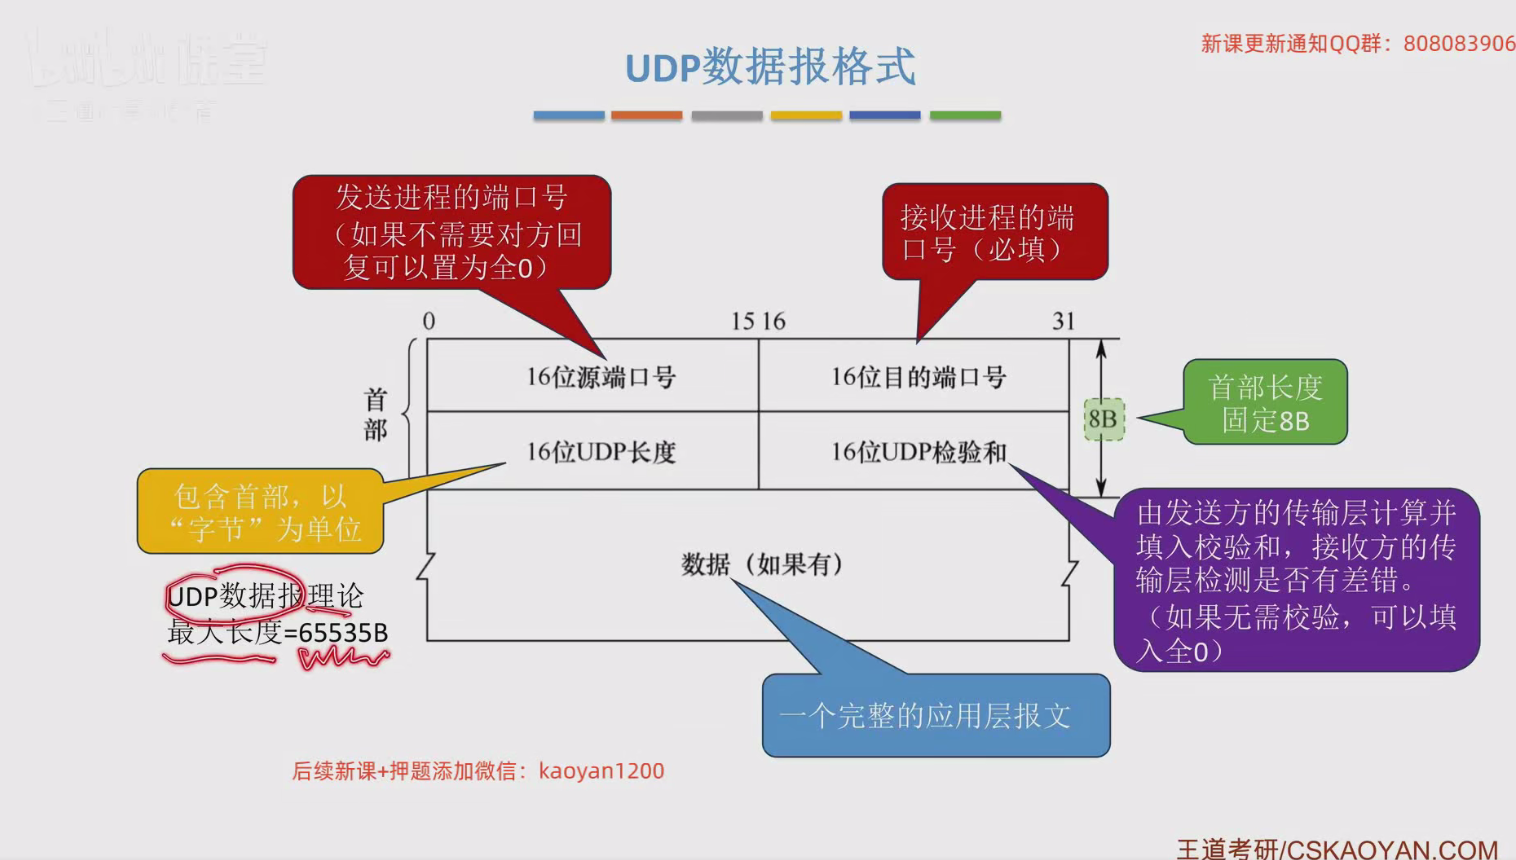 新课更新通知QQ群：808083906
课堂
UDP数据报格式
发送进程的端口号
（如果不需要对方回
复可以置为全0）
接收进程的端
口号（必填）
0
15 16
31
首
部
16位源端口号
16位目的端口号
16位UDP长度
16位UDP检验和
8B
首部长度
固定8B
包含首部，以
“字节”为单位
UDP数据报理论
最大长度=65535B
数据（如果有）
由发送方的传输层计算并
填入校验和，接收方的传
输层检测是否有差错。
（如果无需校验，可以填
入全0）
一个完整的应用层报文
后续新课+押题添加微信：kaoyan1200
王道考研/CSKAOYAN.COM